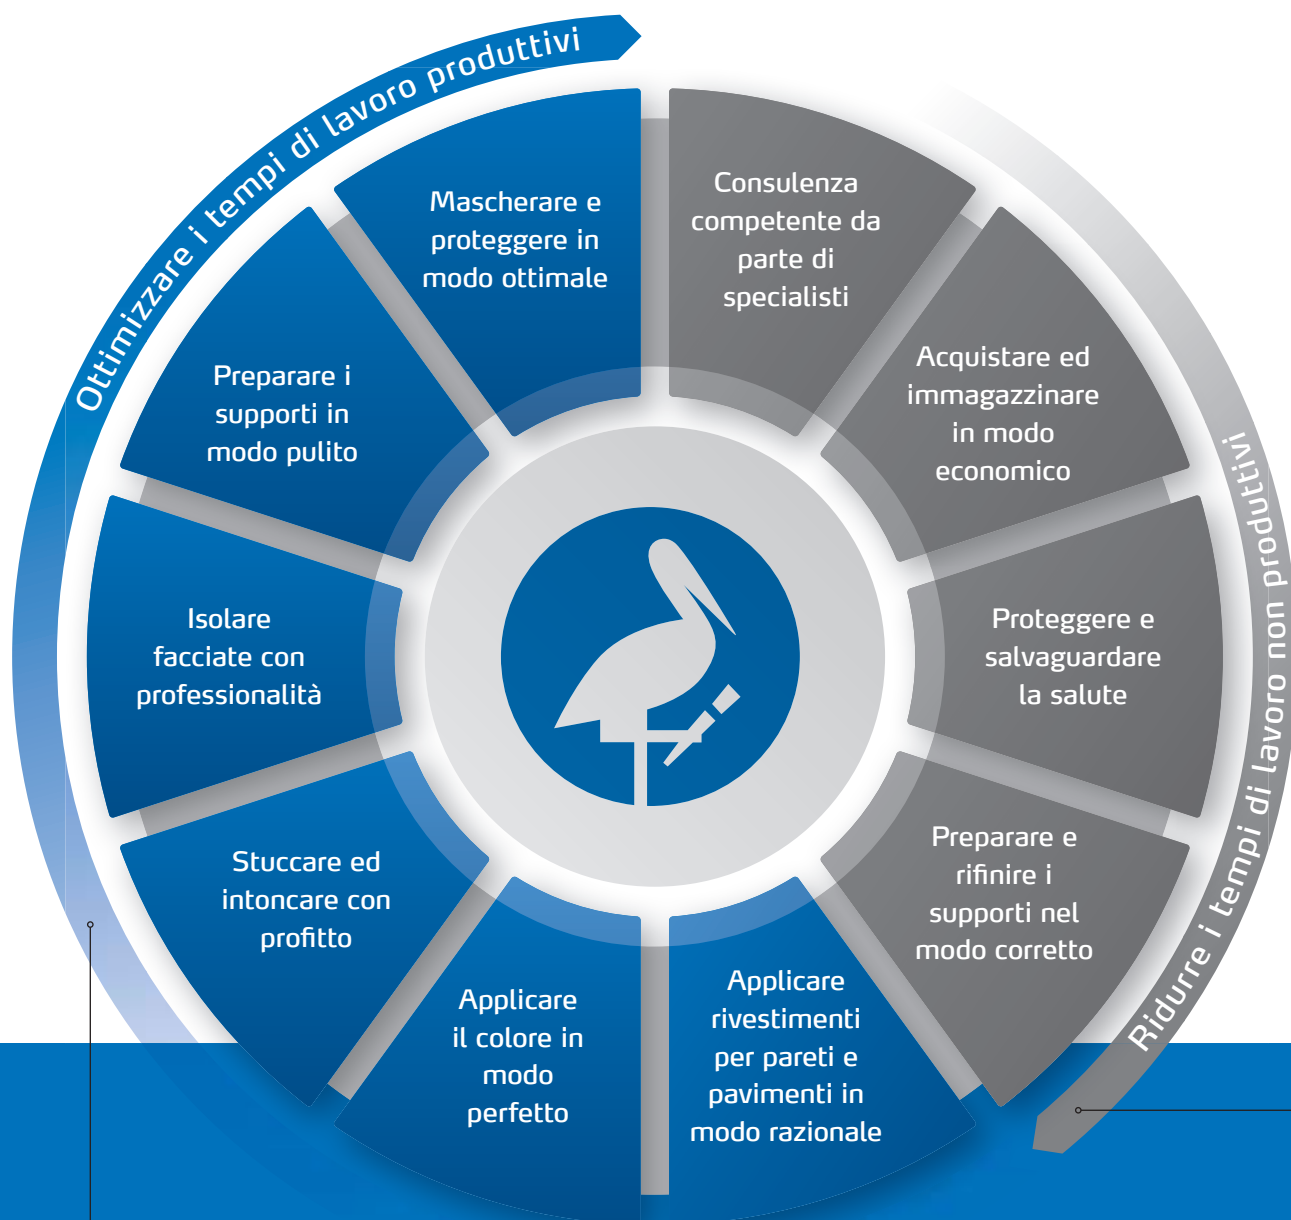 Ottimizzare i tempi di lavoro produttivi
Mascherare e
proteggere in
modo ottimale
Consulenza
competente da
parte di
specialisti
Acquistare ed
immagazzinare
in modo
economico
Proteggere e
salvaguardare
la salute
Preparare e
rifinire i
supporti nel
modo corretto
Applicare
rivestimenti
per pareti e
pavimenti in
modo razionale
Applicare
il colore in
modo
perfetto
Stuccare ed
intoncare con
profitto
Isolare
facciate con
professionalità
Preparare i
supporti in
modo pulito
Ridurre i tempi di lavoro non produttivi